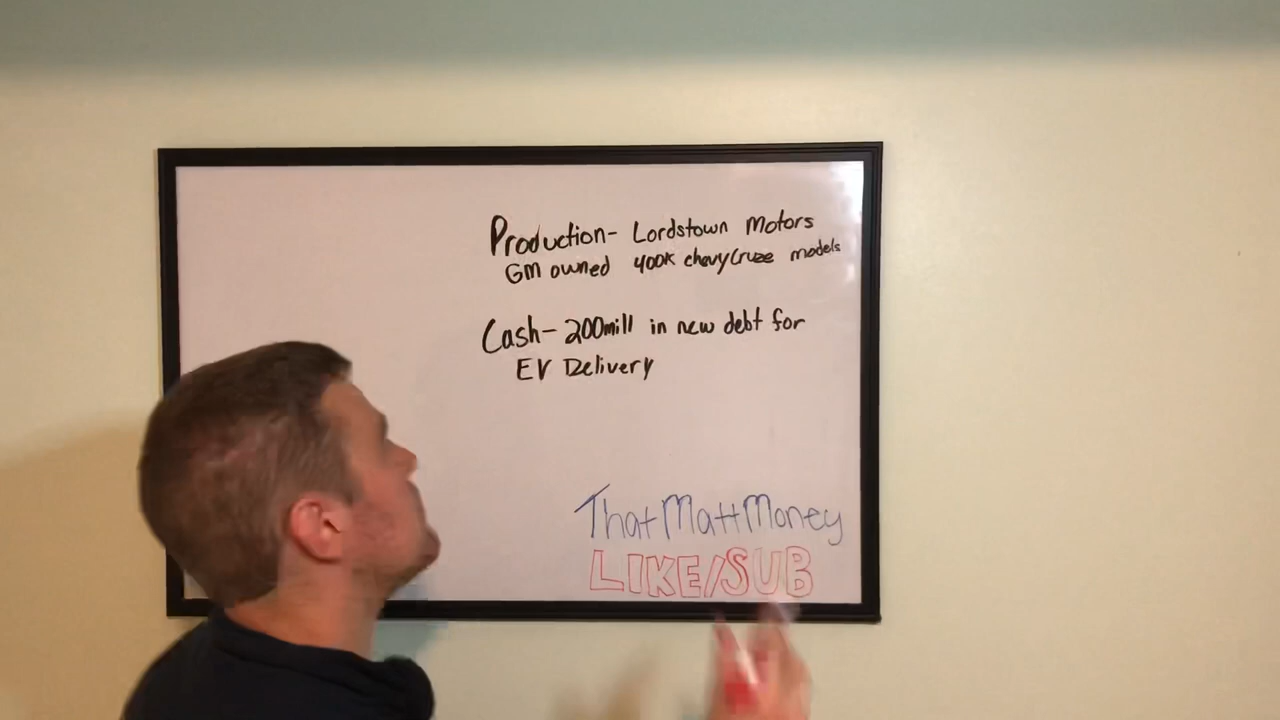 Production- Lordstown Motors
GM owned 400K chevy Cruze models
Cash- 200mill in new debt for
EV Delivery
ThatMattMoney
LIKE/SUB